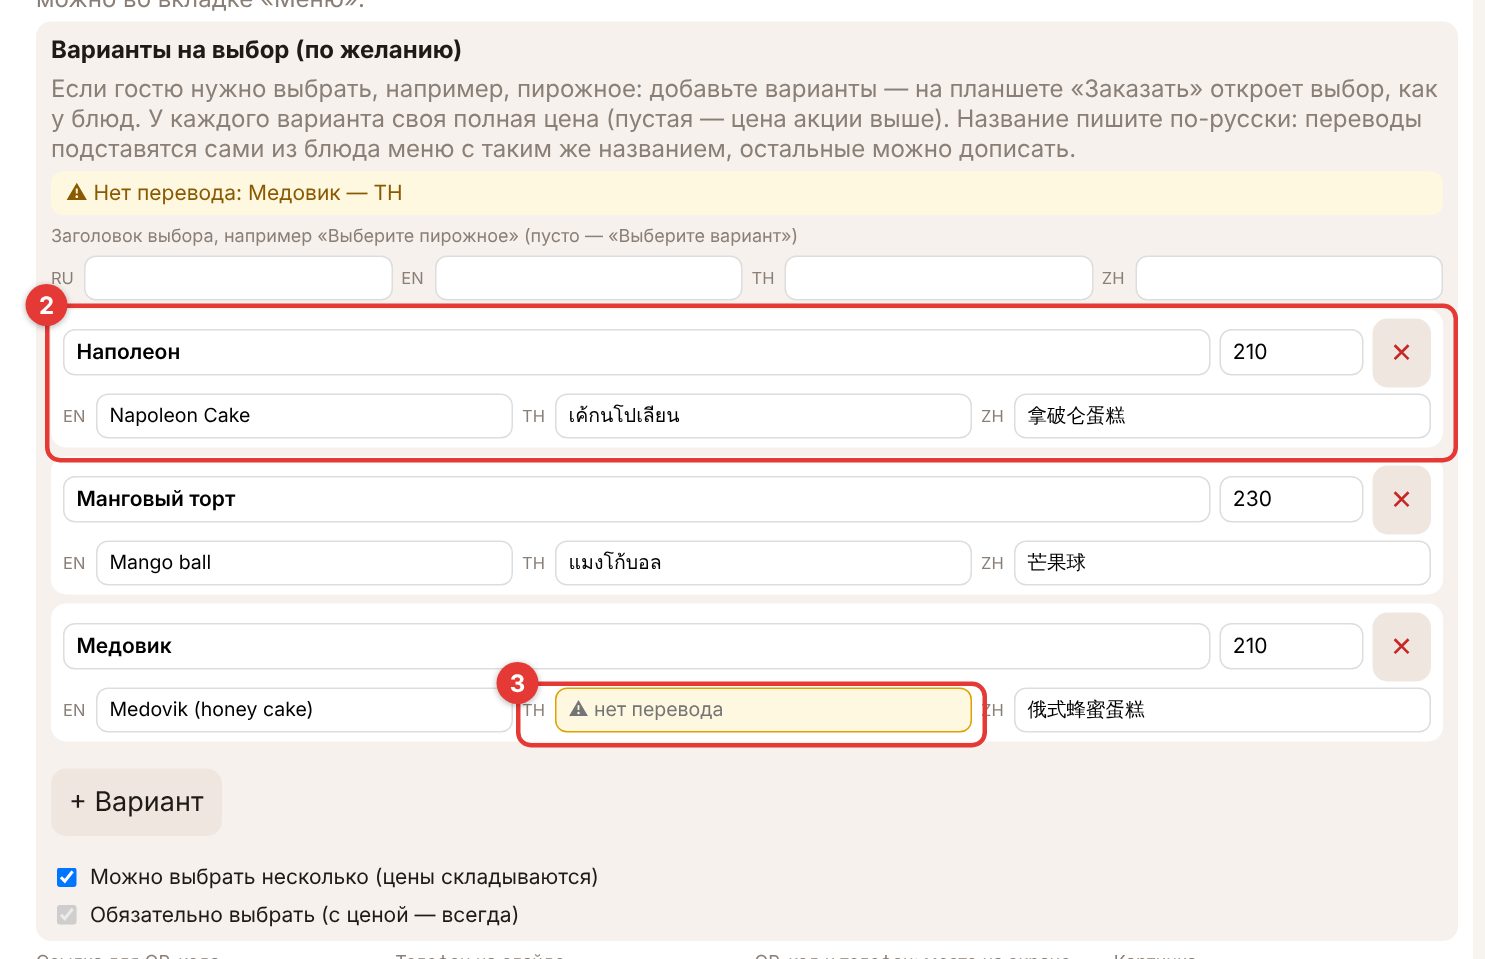 можно во вкладке «Меню».
Варианты на выбор (по желанию)
Если гостю нужно выбрать, например, пирожное: добавьте варианты — на планшете «Заказать» откроет выбор, как
у блюд. У каждого варианта своя полная цена (пустая — цена акции выше). Название пишите по-русски: переводы
подставятся сами из блюда меню с таким же названием, остальные можно дописать.
⚠ Нет перевода: Медовик — TH
Заголовок выбора, например «Выберите пирожное» (пусто — «Выберите вариант»)
RU EN TH ZH
2
Наполеон 210 ✕
EN Napoleon Cake TH เค้กนโปเลียน ZH 拿破仑蛋糕
Манговый торт 230 ✕
EN Mango ball TH แมงโก้บอล ZH 芒果球
Медовик 210 ✕
3
EN Medovik (honey cake) TH ⚠ нет перевода ZH 俄式蜂蜜蛋糕
+ Вариант
Можно выбрать несколько (цены складываются)
Обязательно выбрать (с ценой — всегда)